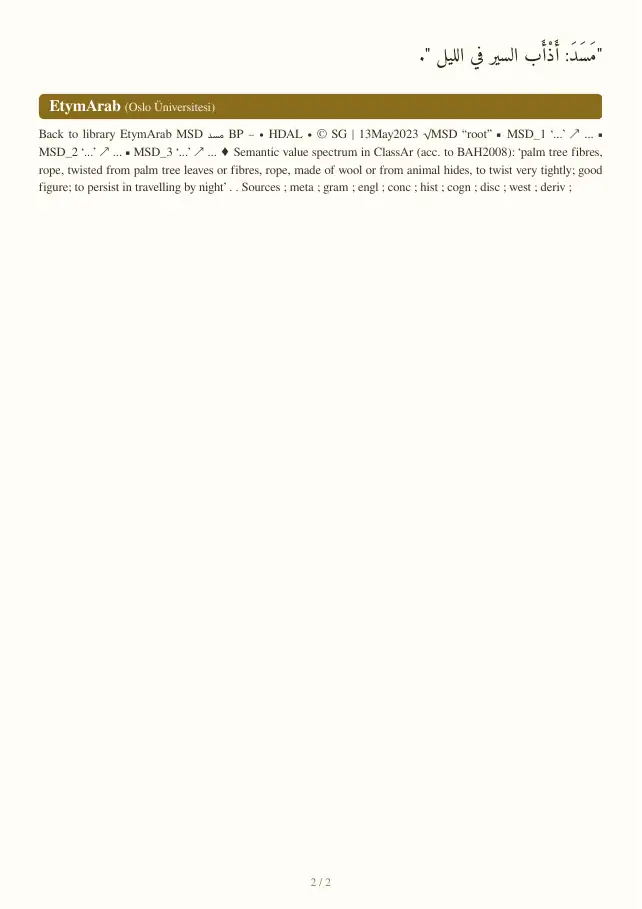 "مَسَدَ: أَذْأَب السير في الليل ".
EtymArab (Oslo Üniversitesi)
Back to library EtymArab MSD مسد BP – • HDAL • © SG | 13May2023 √MSD “root” ▪ MSD_1 ‘...’ ↗ ... ▪
MSD_2 ‘...’ ↗ ... ▪ MSD_3 ‘...’ ↗ ... ♦ Semantic value spectrum in ClassAr (acc. to BAH2008): ‘palm tree fibres,
rope, twisted from palm tree leaves or fibres, rope, made of wool or from animal hides, to twist very tightly; good
figure; to persist in travelling by night’ . . Sources ; meta ; gram ; engl ; conc ; hist ; cogn ; disc ; west ; deriv ;
2 / 2